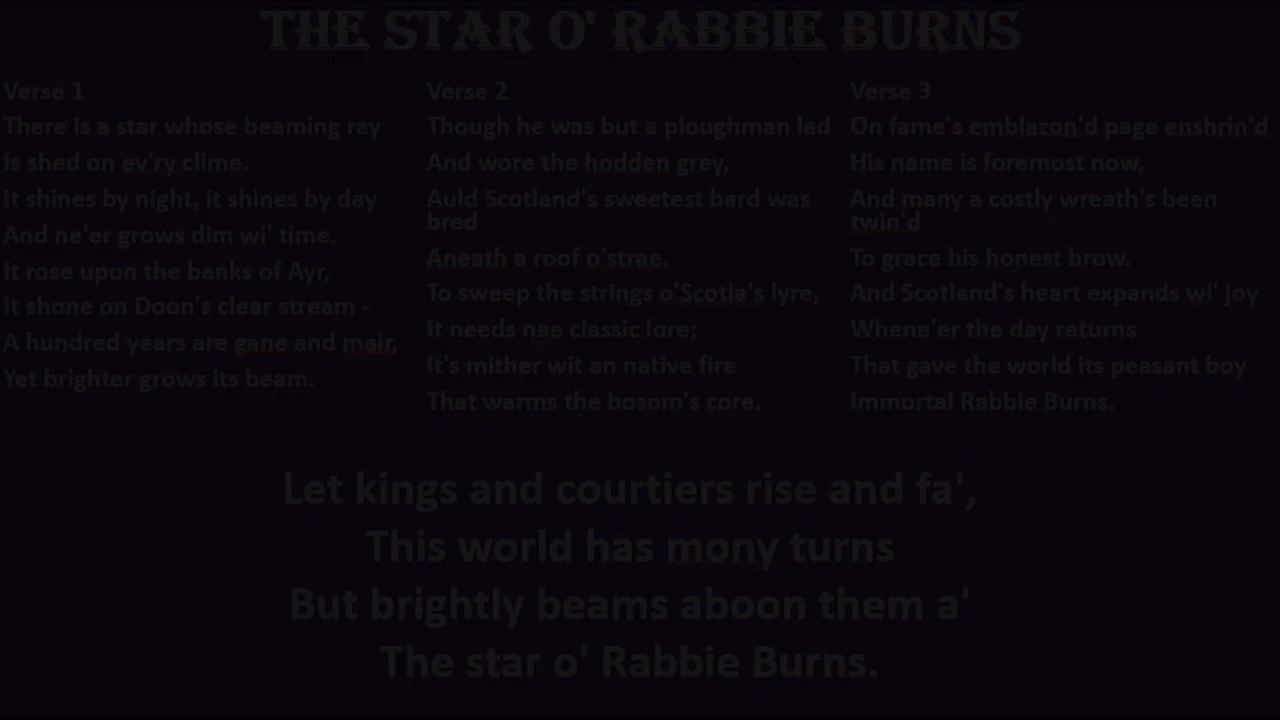 THE STAR O' RABBIE BURNS
Verse 1
There is a star whose beaming ray
Is shed on ev'ry clime.
It shines by night, it shines by day
And ne'er grows dim wi' time.
It rose upon the banks of Ayr,
It shone on Doon's clear stream -
A hundred years are gane and mair,
Yet brighter grows its beam.
Verse 2
Though he was but a ploughman lad
And wore the hodden grey,
Auld Scotland's sweetest bard was
bred
Aneath a roof o'strae.
To sweep the strings o'Scotia's lyre,
It needs nae classic lore;
It's mither wit an native fire
That warms the bosom's core.
Verse 3
On fame's emblazon'd page enshrin'd
His name is foremost now,
And many a costly wreath's been
twin'd
To grace his honest brow.
And Scotland's heart expands wi' joy
Whene'er the day returns
That gave the world its peasant boy
Immortal Rabbie Burns.
Let kings and courtiers rise and fa',
This world has mony turns
But brightly beams aboon them a'
The star o' Rabbie Burns.